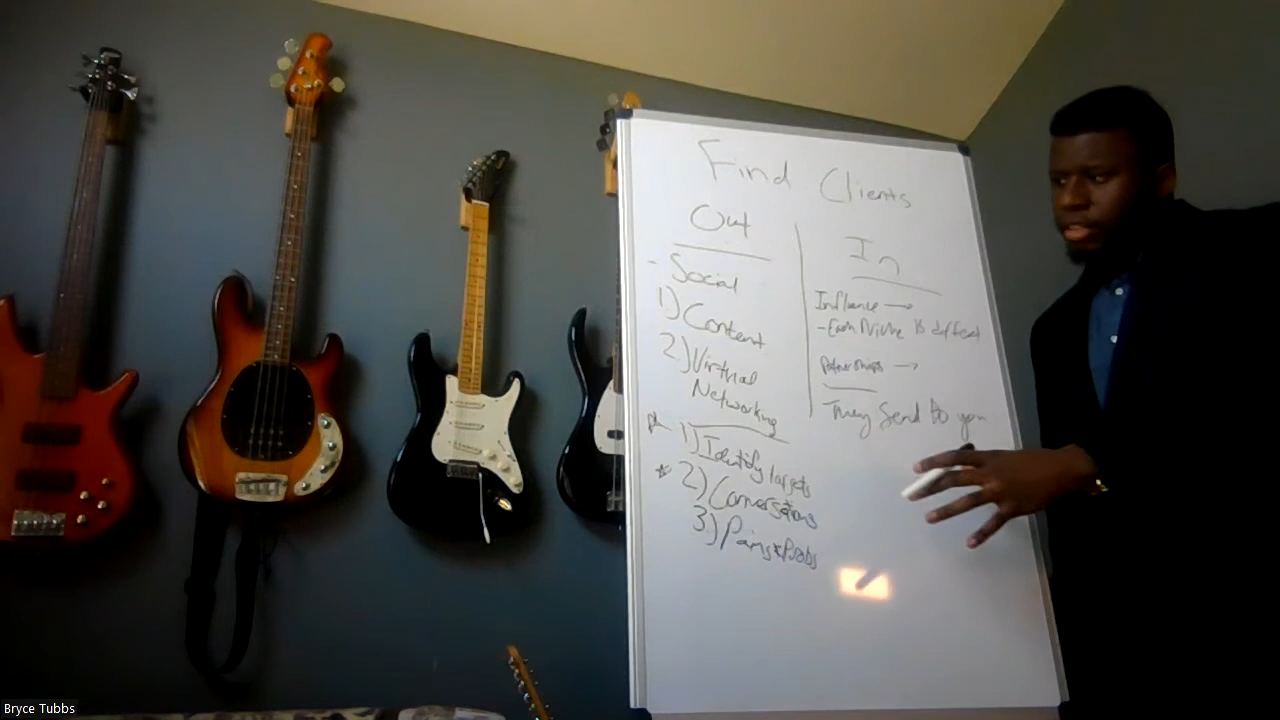 Find Clients
Out
- Social
1) Content
2) Virtual
Networking
1) Identify targets
* 2) Conversations
3) Pains & Probs
In
Influence →
- Each Niche is different
Partnerships →
They Send to you
Bryce Tubbs